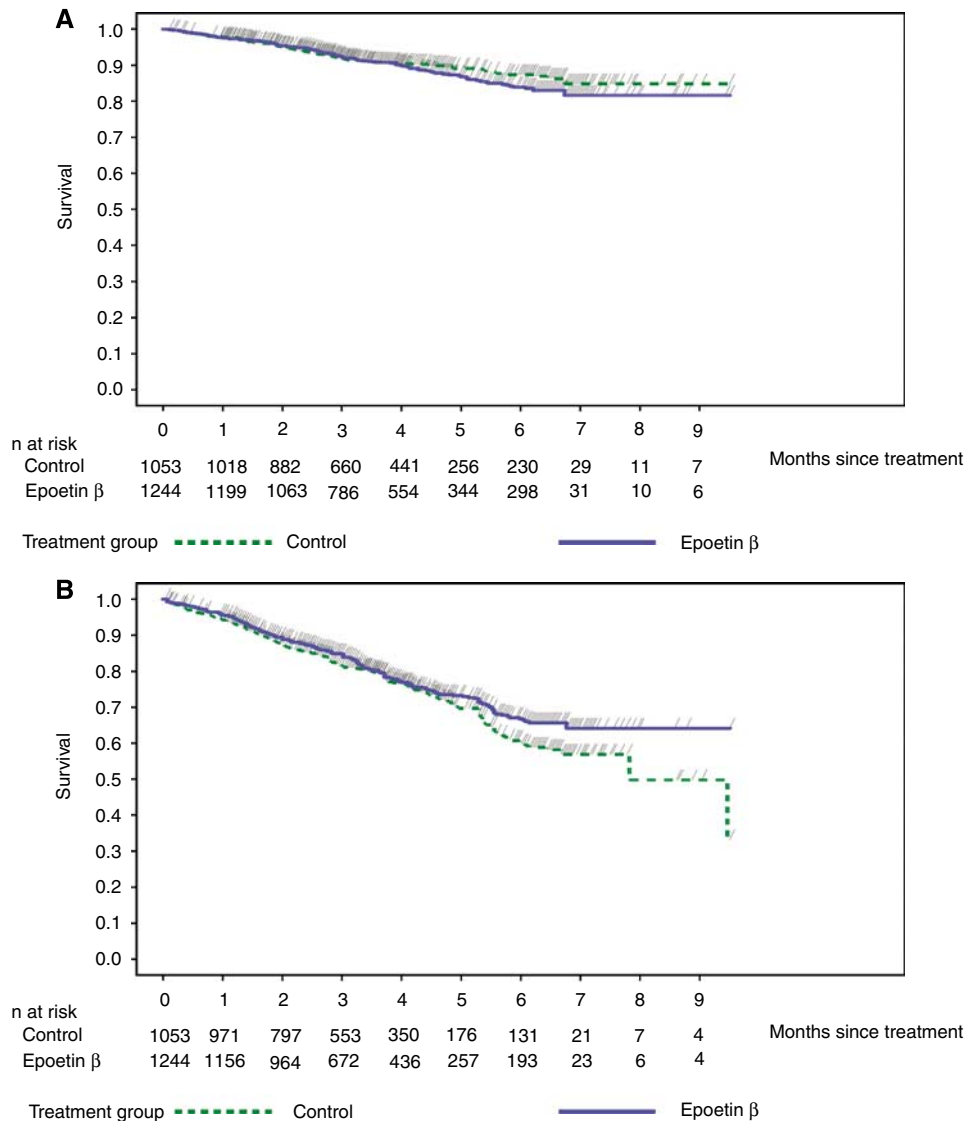 A
1.0
0.9
0.8
0.7
0.6
0.5
0.4
0.3
0.2
0.1
0.0
Survival
0 1 2 3 4 5 6 7 8 9
n at risk
Months since treatment
Control 1053 1018 882 660 441 256 230 29 11 7
Epoetin β 1244 1199 1063 786 554 344 298 31 10 6
Treatment group Control Epoetin β
B
1.0
0.9
0.8
0.7
0.6
0.5
0.4
0.3
0.2
0.1
0.0
Survival
0 1 2 3 4 5 6 7 8 9
n at risk
Control 1053 971 797 553 350 176 131 21 7 4 Months since treatment
Epoetin β 1244 1156 964 672 436 257 193 23 6 4
Treatment group Control Epoetin β